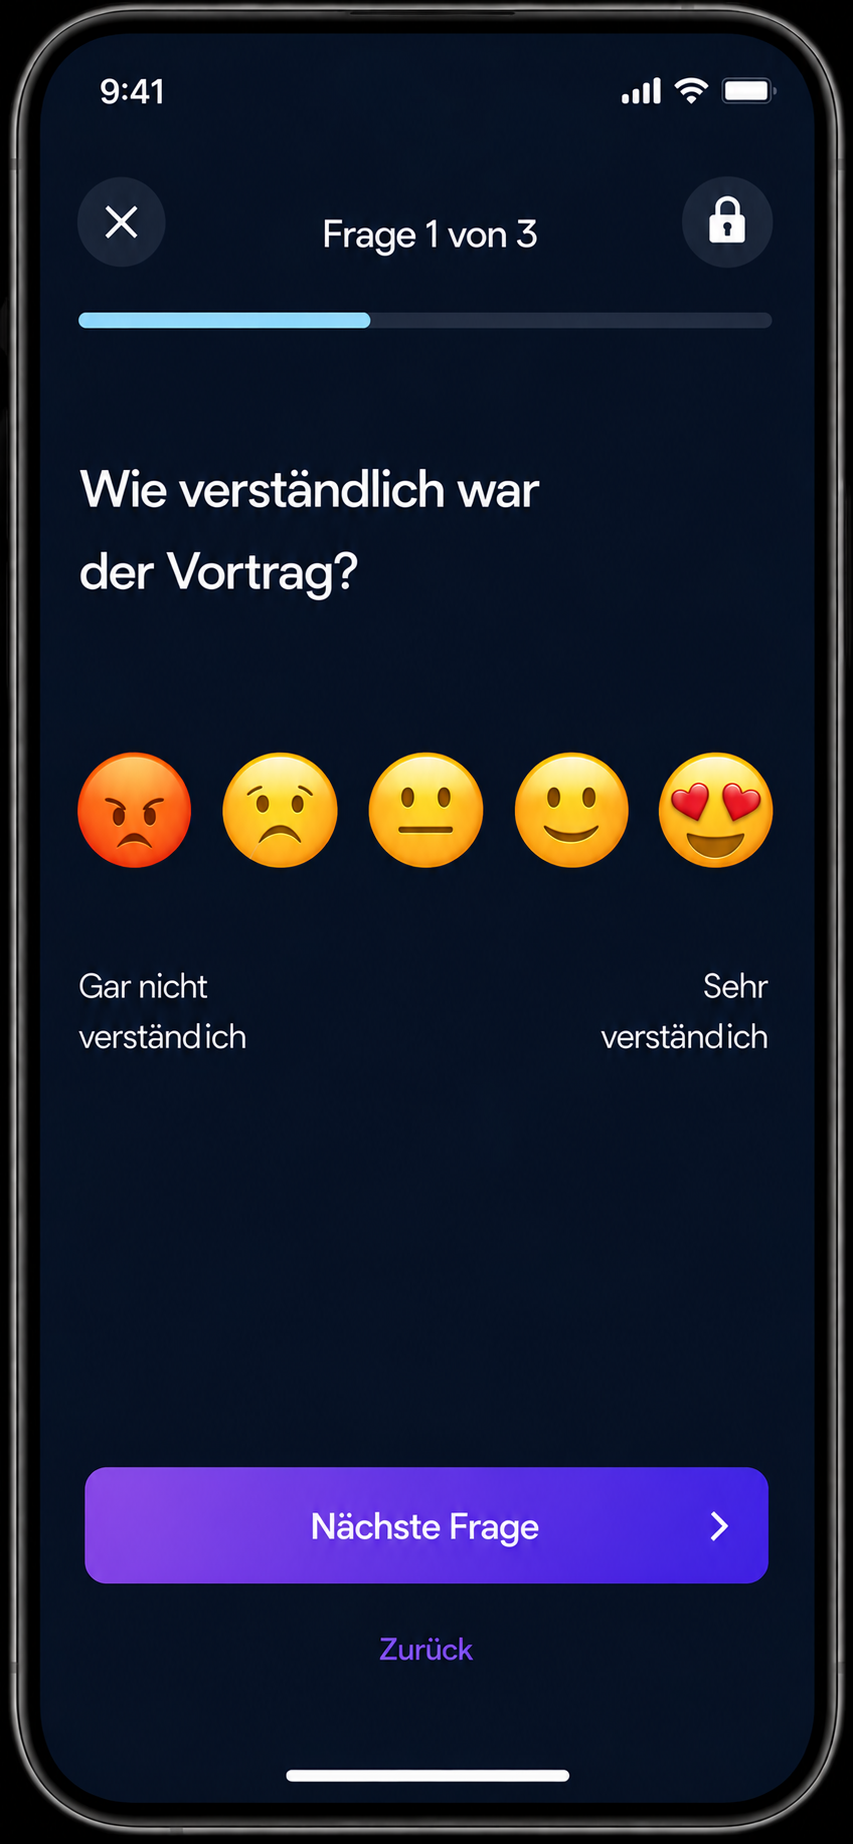 9:41
Frage 1 von 3
Wie verständlich war
der Vortrag?
Gar nicht
verständich
Sehr
verständich
Nächste Frage
Zurück